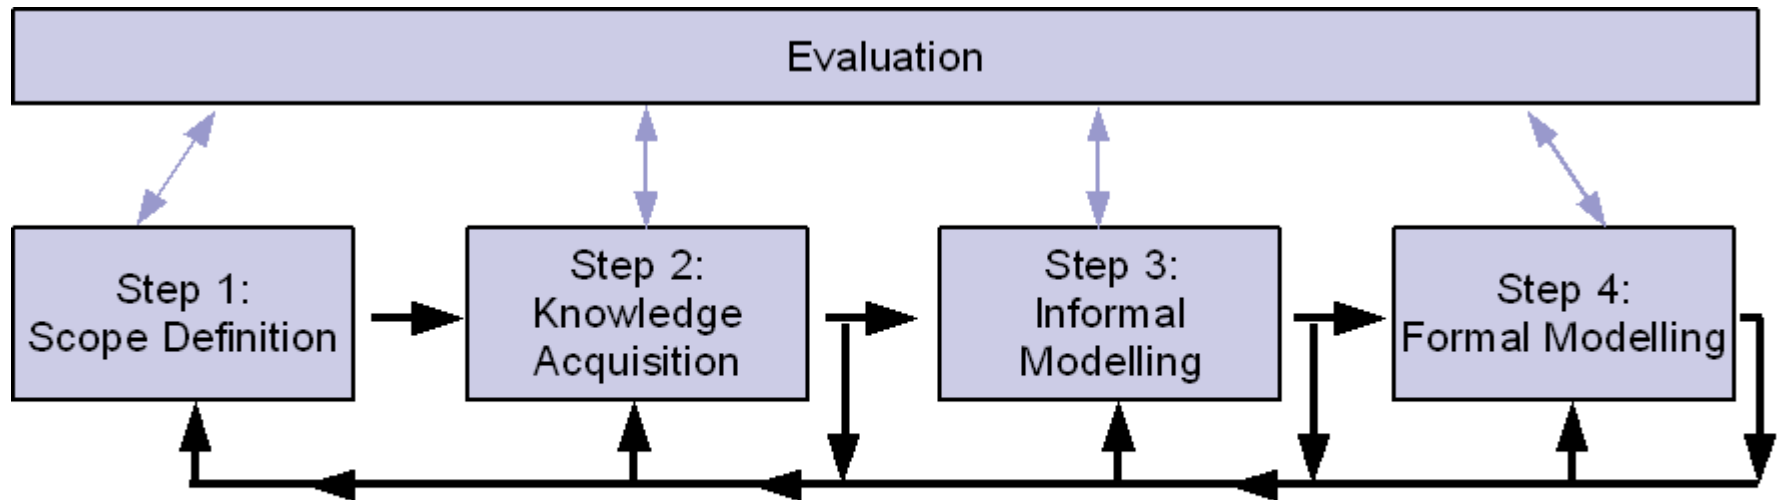 Evaluation
Step 1:
Scope Definition
Step 2:
Knowledge
Acquisition
Step 3:
Informal
Modelling
Step 4:
Formal Modelling